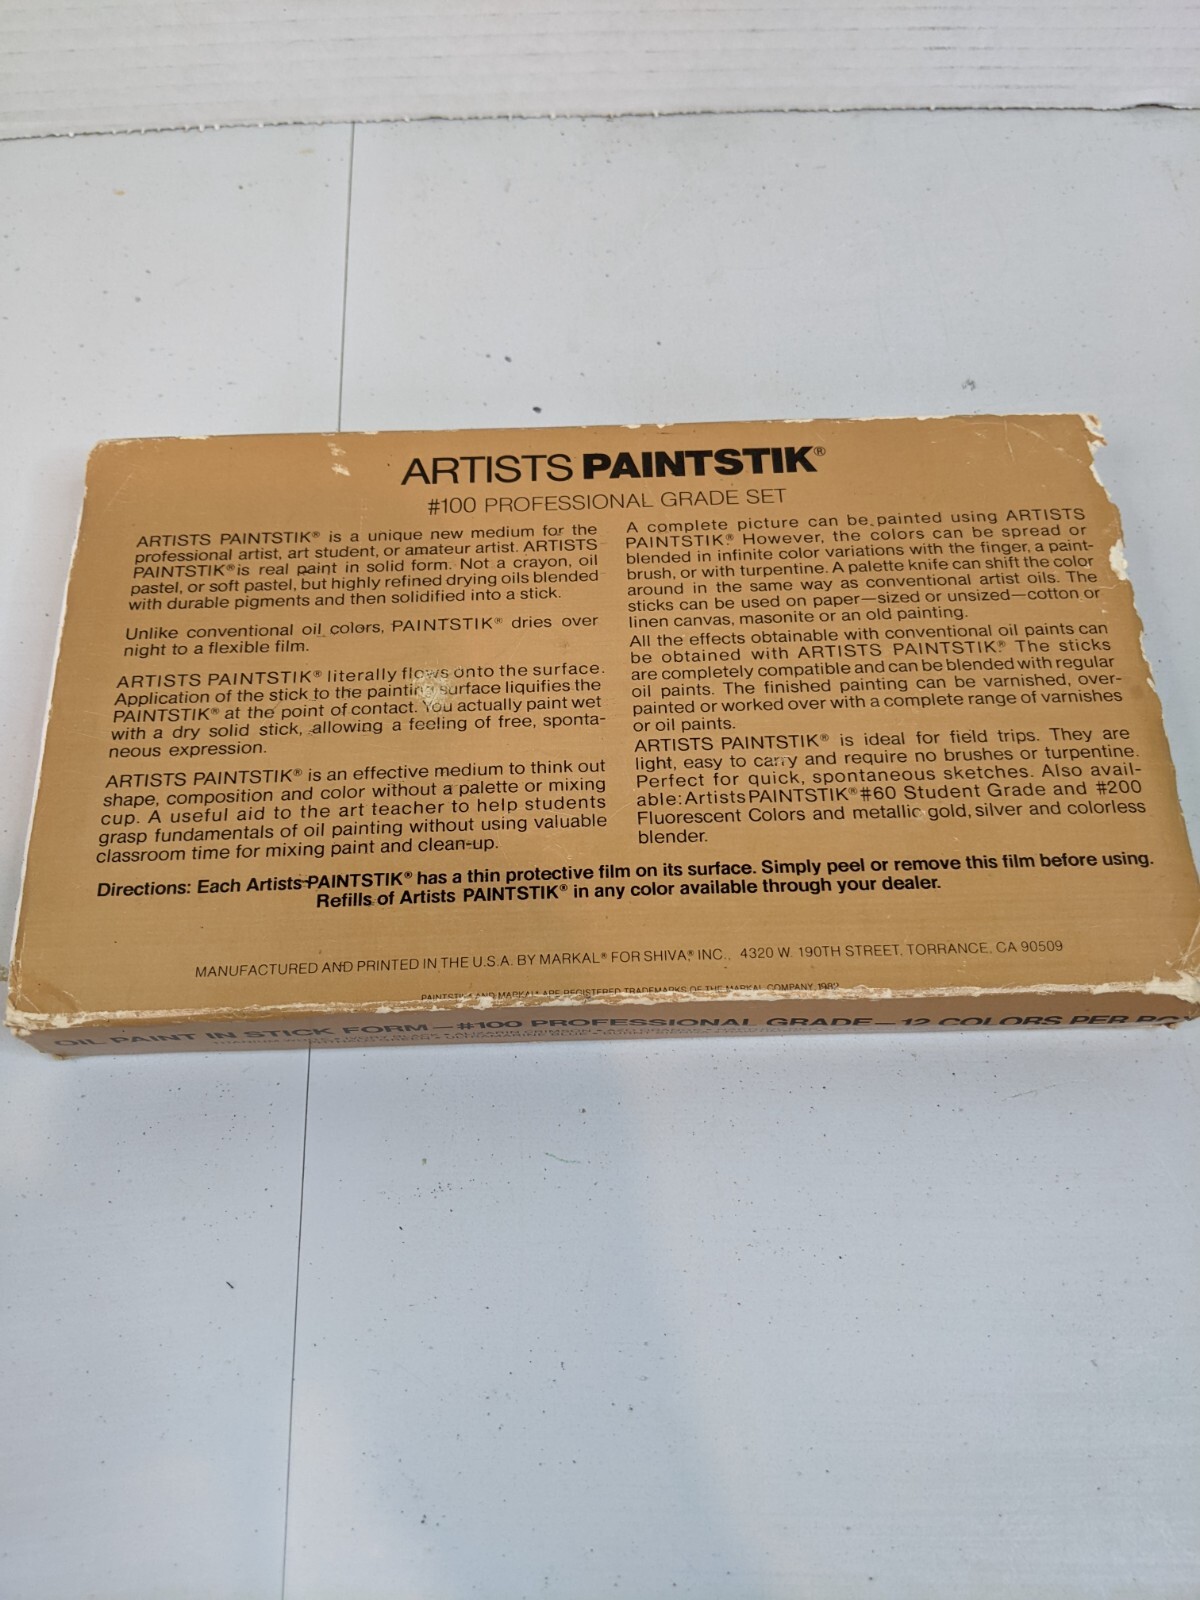 ARTISTS PAINTSTIK®
#100 PROFESSIONAL GRADE SET
ARTISTS PAINTSTIK® is a unique new medium for the
professional artist, art student, or amateur artist. ARTISTS
PAINTSTIK® is real paint in solid form. Not a crayon, oil
pastel, or soft pastel, but highly refined drying oils blended
with durable pigments and then solidified into a stick.
Unlike conventional oil colors, PAINTSTIK® dries over
night to a flexible film.
ARTISTS PAINTSTIK® literally flows onto the surface.
Application of the stick to the painting surface liquifies the
PAINTSTIK® at the point of contact. You actually paint wet
with a dry solid stick, allowing a feeling of free, sponta-
neous expression.
ARTISTS PAINTSTIK® is an effective medium to think out
shape, composition and color without a palette or mixing
cup. A useful aid to the art teacher to help students
grasp fundamentals of oil painting without using valuable
classroom time for mixing paint and clean-up.
A complete picture can be painted using ARTISTS
PAINTSTIK®. However, the colors can be spread or
blended in infinite color variations with the finger, a paint-
brush, or with turpentine. A palette knife can shift the color
around in the same way as conventional artist oils. The
sticks can be used on paper—sized or unsized—cotton or
linen canvas, masonite or an old painting.
All the effects obtainable with conventional oil paints can
be obtained with ARTISTS PAINTSTIK®. The sticks
are completely compatible and can be blended with regular
oil paints. The finished painting can be varnished, over-
painted or worked over with a complete range of varnishes
or oil paints.
ARTISTS PAINTSTIK® is ideal for field trips. They are
light, easy to carry and require no brushes or turpentine.
Perfect for quick, spontaneous sketches. Also avail-
able: Artists PAINTSTIK® #60 Student Grade and #200
Fluorescent Colors and metallic gold, silver and colorless
blender.
Directions: Each Artists PAINTSTIK® has a thin protective film on its surface. Simply peel or remove this film before using.
Refills of Artists PAINTSTIK® in any color available through your dealer.
MANUFACTURED AND PRINTED IN THE U.S.A. BY MARKAL® FOR SHIVA®, INC., 4320 W. 190TH STREET, TORRANCE, CA 90509
PAINTSTIK® AND MARKAL® ARE REGISTERED TRADEMARKS OF THE MARKAL COMPANY, 1982
OIL PAINT IN STICK FORM—#100 PROFESSIONAL GRADE—12 COLORS PER